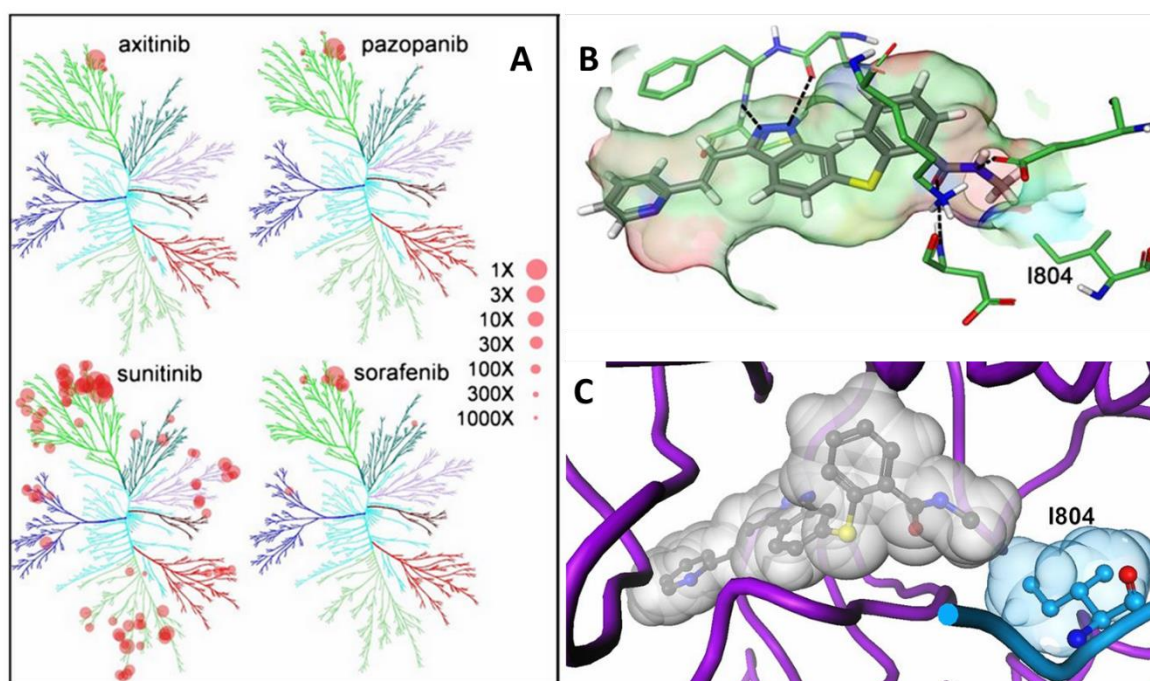 axitinib
pazopanib
A
1X
3X
10X
30X
100X
300X
1000X
sunitinib
sorafenib
B
I804
C
I804